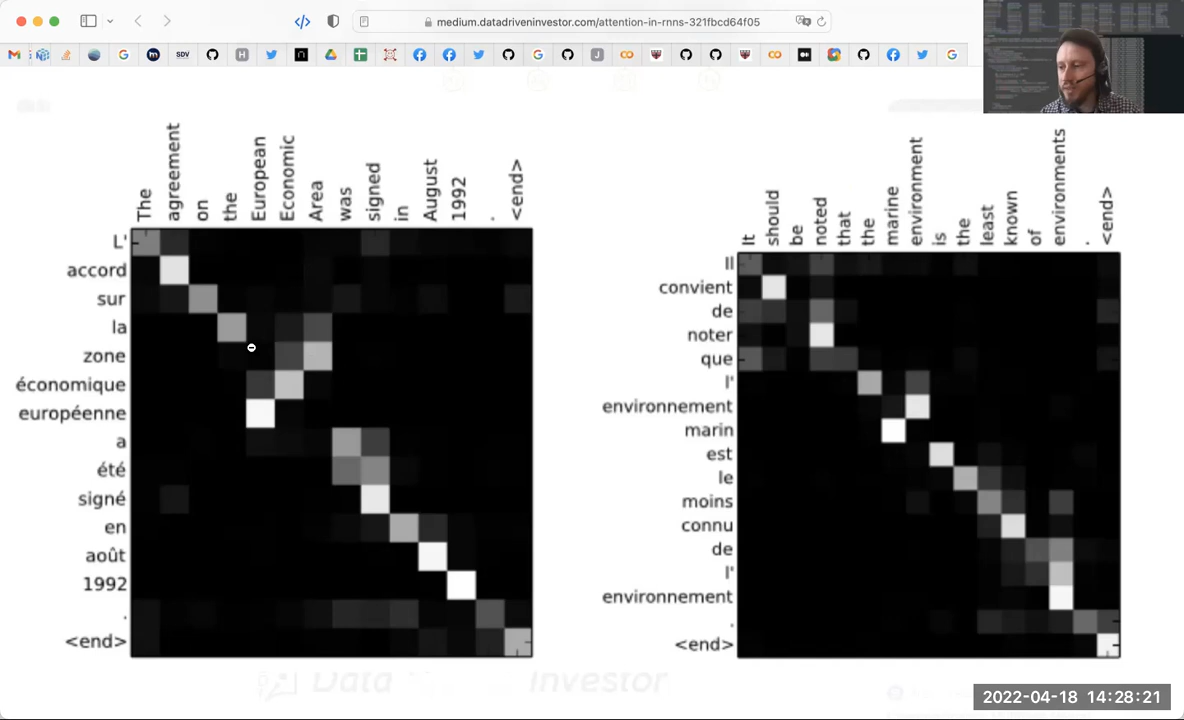 medium.datadriveninvestor.com/attention-in-rnns-321fbcd64f05
SDV
The agreement on the European Economic Area was signed in August 1992 . <end>
L'
accord
sur
la
zone
économique
européenne
a
été
signé
en
août
1992
.
<end>
It should be noted that the marine environment is the least known of environments . <end>
Il
convient
de
noter
que
l'
environnement
marin
est
le
moins
connu
de
l'
environnement
.
<end>
Data Investor
2022-04-18 14:28:21